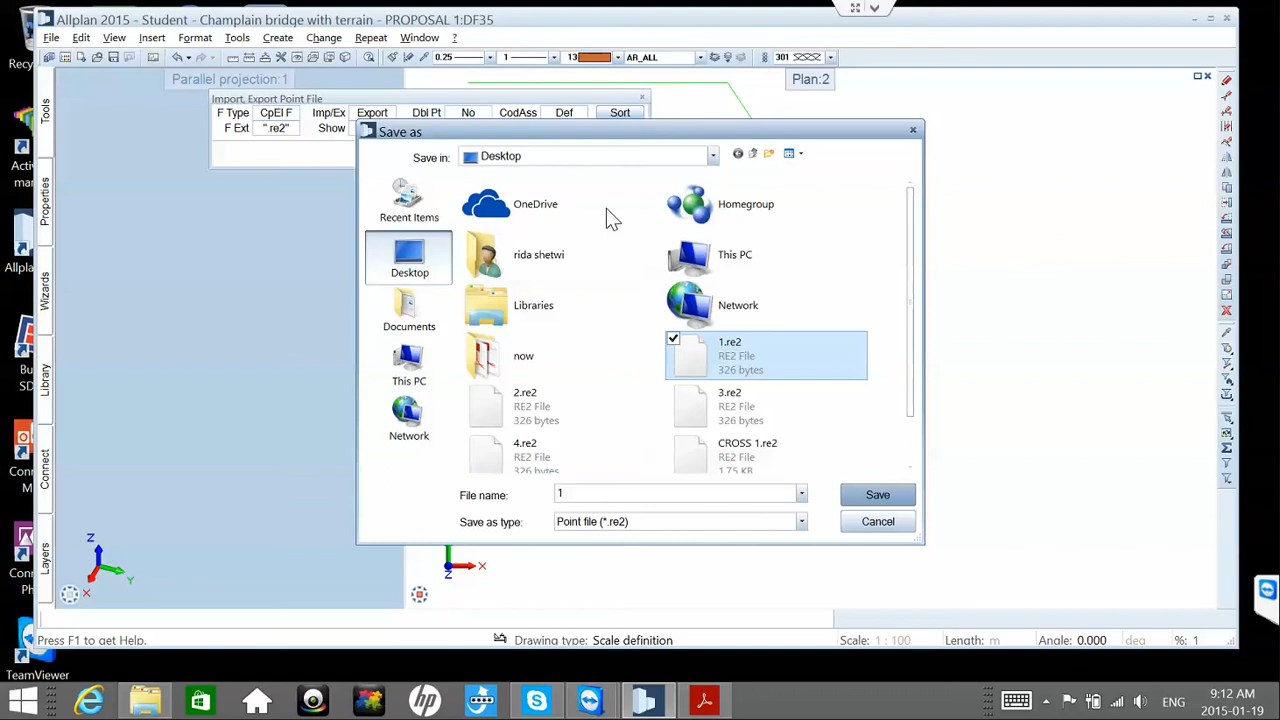 Allplan 2015 - Student - Champlain bridge with terrain - PROPOSAL 1:DF35
File Edit View Insert Format Tools Create Change Repeat Window ?
0.25 1 13 AR_ALL 301
Parallel projection:1
Plan:2
Import, Export Point File
F Type CpEl F Imp/Ex Export Dbl Pt No CodAss Def Sort
F Ext ".re2" Show
Save as
Save in: Desktop
Recent Items
Desktop
Documents
This PC
Network
OneDrive
Homegroup
rida shetwi
This PC
Libraries
Network
now
1.re2
RE2 File
326 bytes
2.re2
RE2 File
326 bytes
3.re2
RE2 File
326 bytes
4.re2
RE2 File
326 bytes
CROSS 1.re2
RE2 File
1.75 KB
File name: 1
Save
Save as type: Point file (*.re2)
Cancel
Tools
Properties
Wizards
Library
Connect
Layers
Z
Y
X
Z
X
Press F1 to get Help.
Drawing type: Scale definition
Scale: 1 : 100
Length: m
Angle: 0.000
deg
%: 1
TeamViewer
ENG
9:12 AM
2015-01-19